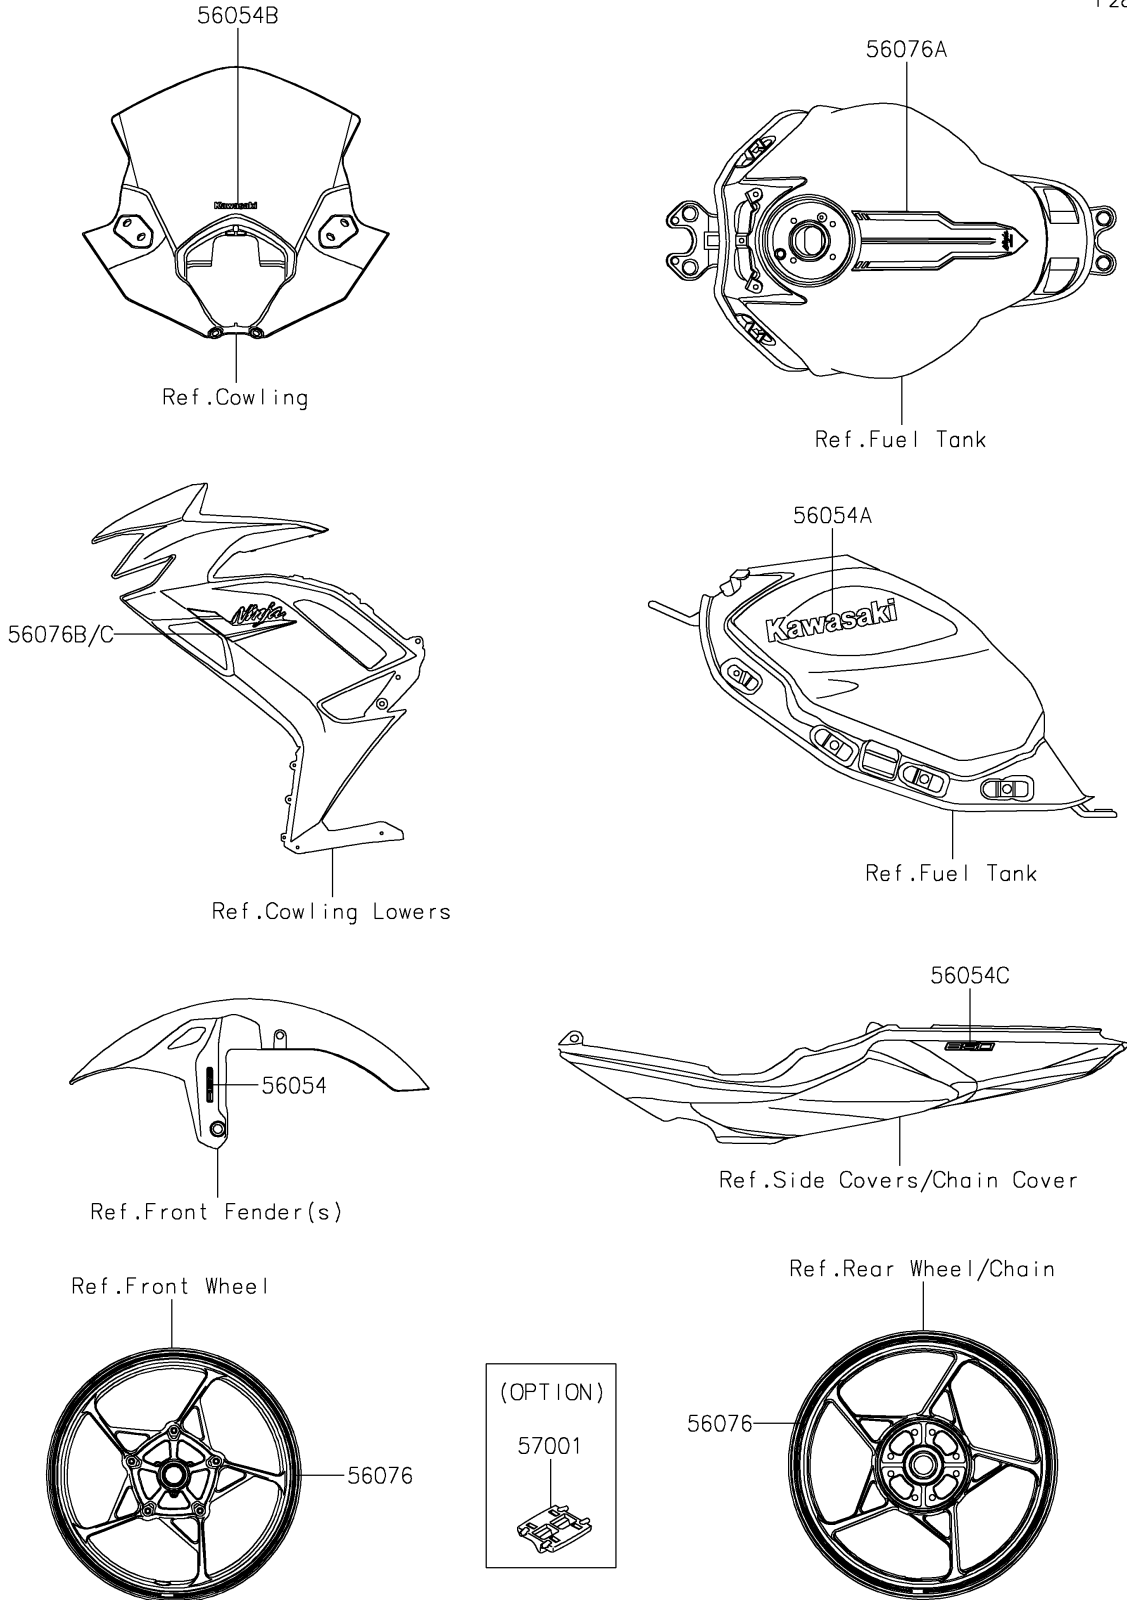 56054B
56076A
Kawasaki
Ref.Cowling
Ref.Fuel Tank
56054A
Ninja
Kawasaki
56076B/C
Ref.Fuel Tank
Ref.Cowling Lowers
56054C
650
56054
Ref.Side Covers/Chain Cover
Ref.Front Fender(s)
Ref.Front Wheel
Ref.Rear Wheel/Chain
(OPTION)
57001
56076
56076